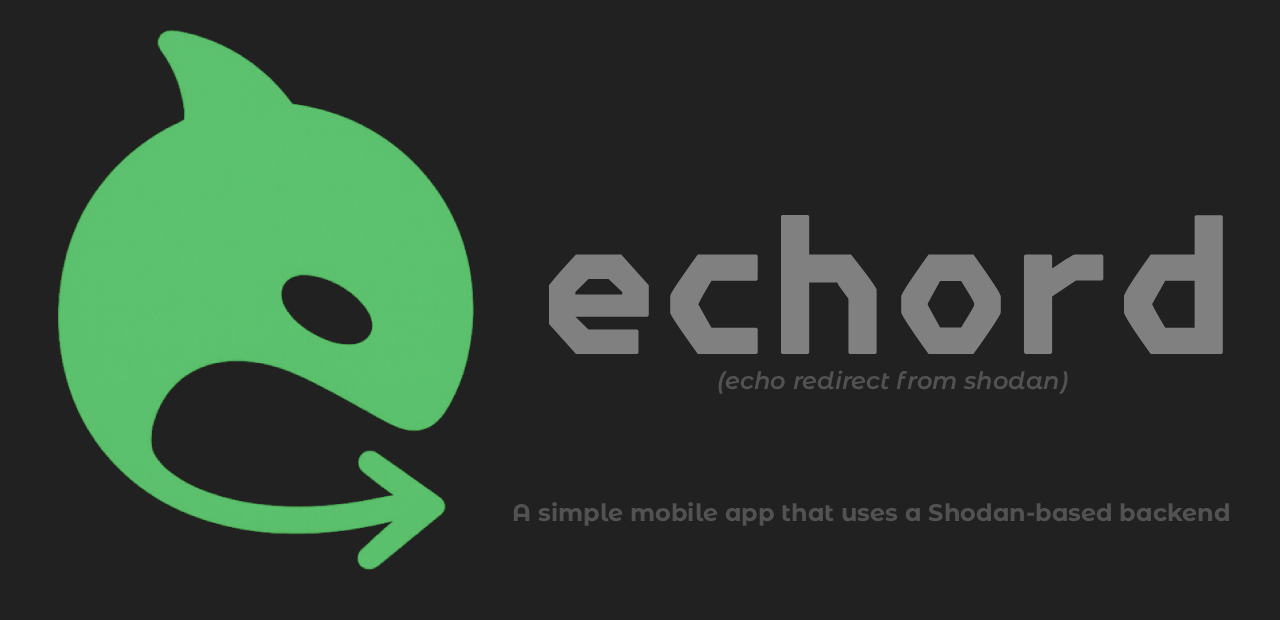 echord
(echo redirect from shodan)
A simple mobile app that uses a Shodan-based backend